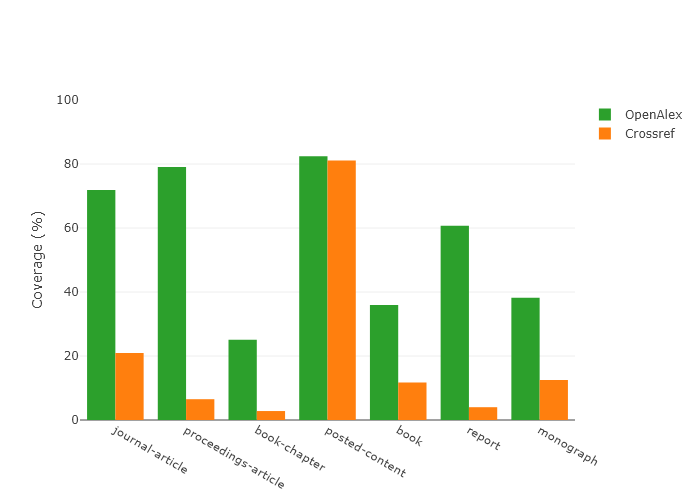 100
80
60
40
20
0
Coverage (%)
journal-article
proceedings-article
book-chapter
posted-content
book
report
monograph
OpenAlex
Crossref